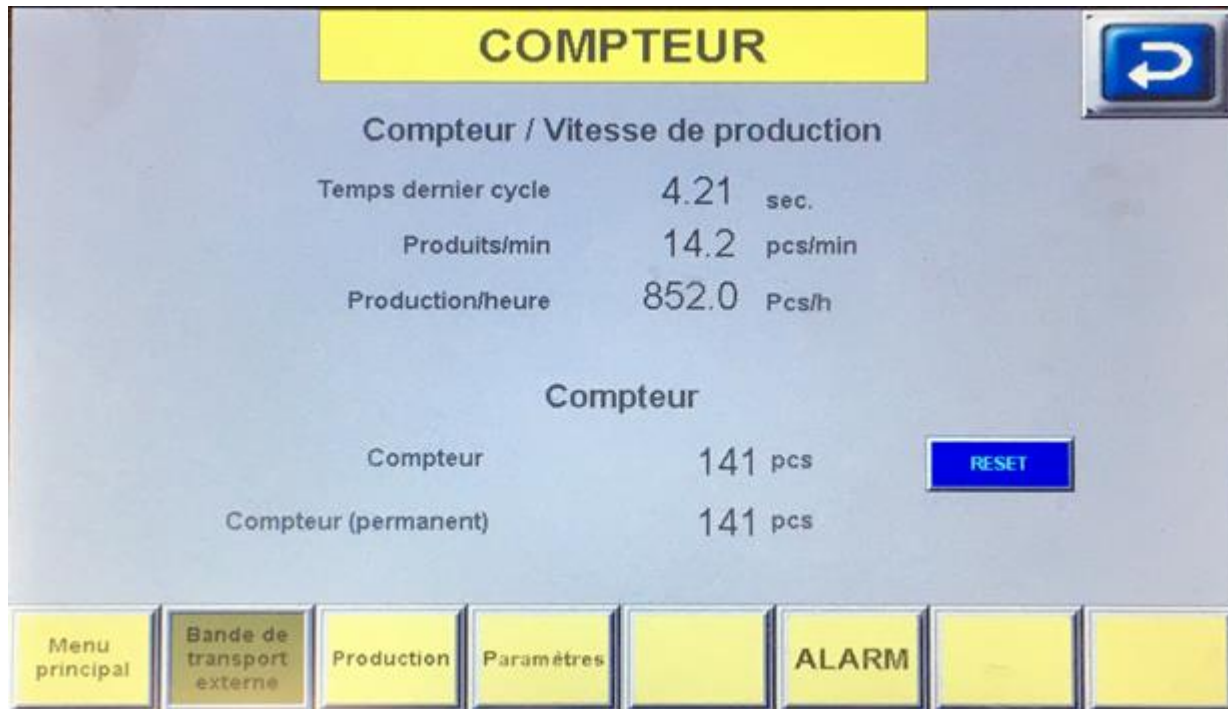 COMPTEUR
Compteur / Vitesse de production
Temps dernier cycle 4.21 sec.
Produits/min 14.2 pcs/min
Production/heure 852.0 Pcs/h
Compteur
Compteur 141 pcs
RESET
Compteur (permanent) 141 pcs
Menu principal
Bande de transport externe
Production
Paramètres
ALARM